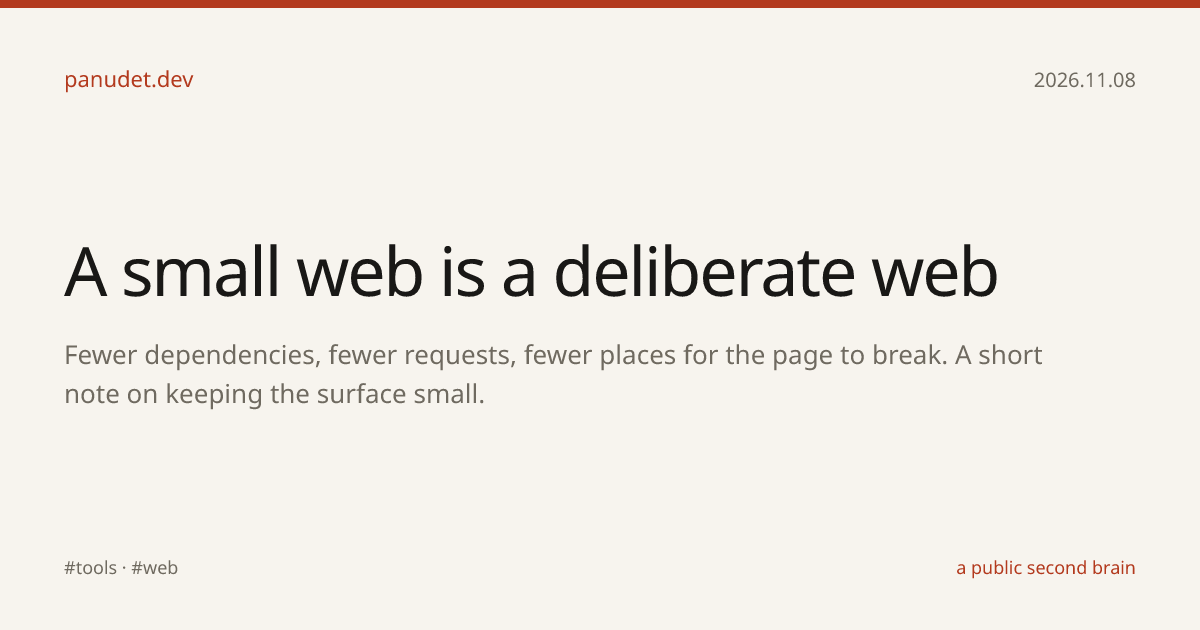 panudet.dev
2026.11.08
A small web is a deliberate web
Fewer dependencies, fewer requests, fewer places for the page to break. A short
note on keeping the surface small.
#tools · #web
a public second brain